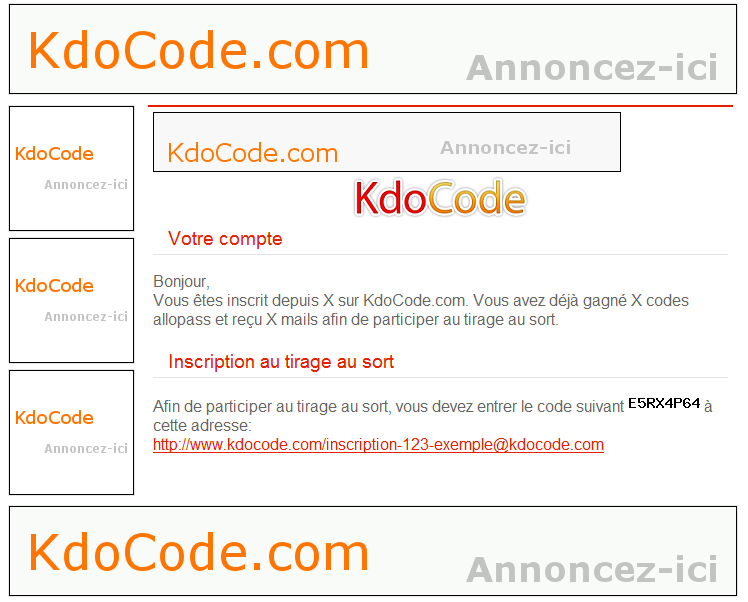 KdoCode.com
Annoncez-ici
KdoCode
Annoncez-ici
KdoCode
Annoncez-ici
KdoCode
Annoncez-ici
KdoCode.com
Annoncez-ici
KdoCode
Votre compte
Bonjour,
Vous êtes inscrit depuis X sur KdoCode.com. Vous avez déjà gagné X codes
allopass et reçu X mails afin de participer au tirage au sort.
Inscription au tirage au sort
Afin de participer au tirage au sort, vous devez entrer le code suivant E5RX4P64 à
cette adresse:
http://www.kdocode.com/inscription-123-exemple@kdocode.com
KdoCode.com
Annoncez-ici